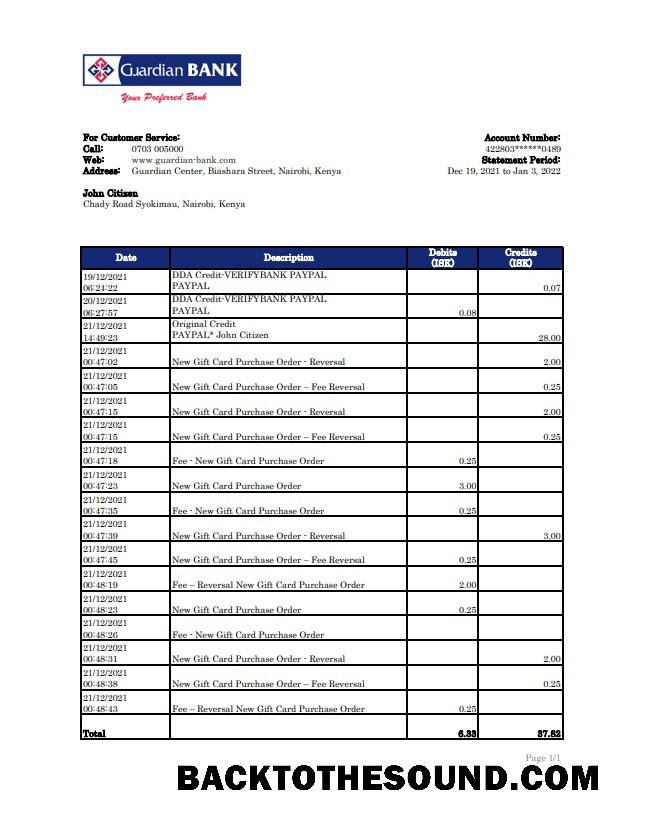 Guardian BANK
Your Preferred Bank
For Customer Service:
Call: 0703 005000
Web: www.guardian-bank.com
Address: Guardian Center, Biashara Street, Nairobi, Kenya
Account Number:
422803******0489
Statement Period:
Dec 19, 2021 to Jan 3, 2022
John Citizen
Chady Road Syokimau, Nairobi, Kenya
Date Description Debits (ISK) Credits (ISK)
19/12/2021 DDA Credit-VERIFYBANK PAYPAL
06:24:22 PAYPAL 0.07
20/12/2021 DDA Credit-VERIFYBANK PAYPAL
06:27:57 PAYPAL 0.08
21/12/2021 Original Credit
14:49:23 PAYPAL* John Citizen 28.00
21/12/2021
00:47:02 New Gift Card Purchase Order - Reversal 2.00
21/12/2021
00:47:05 New Gift Card Purchase Order – Fee Reversal 0.25
21/12/2021
00:47:15 New Gift Card Purchase Order - Reversal 2.00
21/12/2021
00:47:15 New Gift Card Purchase Order – Fee Reversal 0.25
21/12/2021
00:47:18 Fee - New Gift Card Purchase Order 0.25
21/12/2021
00:47:23 New Gift Card Purchase Order 3.00
21/12/2021
00:47:35 Fee - New Gift Card Purchase Order 0.25
21/12/2021
00:47:39 New Gift Card Purchase Order - Reversal 3.00
21/12/2021
00:47:45 New Gift Card Purchase Order – Fee Reversal 0.25
21/12/2021
00:48:19 Fee – Reversal New Gift Card Purchase Order 2.00
21/12/2021
00:48:23 New Gift Card Purchase Order 0.25
21/12/2021
00:48:26 Fee - New Gift Card Purchase Order
21/12/2021
00:48:31 New Gift Card Purchase Order - Reversal 2.00
21/12/2021
00:48:38 New Gift Card Purchase Order – Fee Reversal 0.25
21/12/2021
00:48:43 Fee – Reversal New Gift Card Purchase Order 0.25
Total 6.33 37.82
Page 1/1
BACKTOTHESOUND.COM